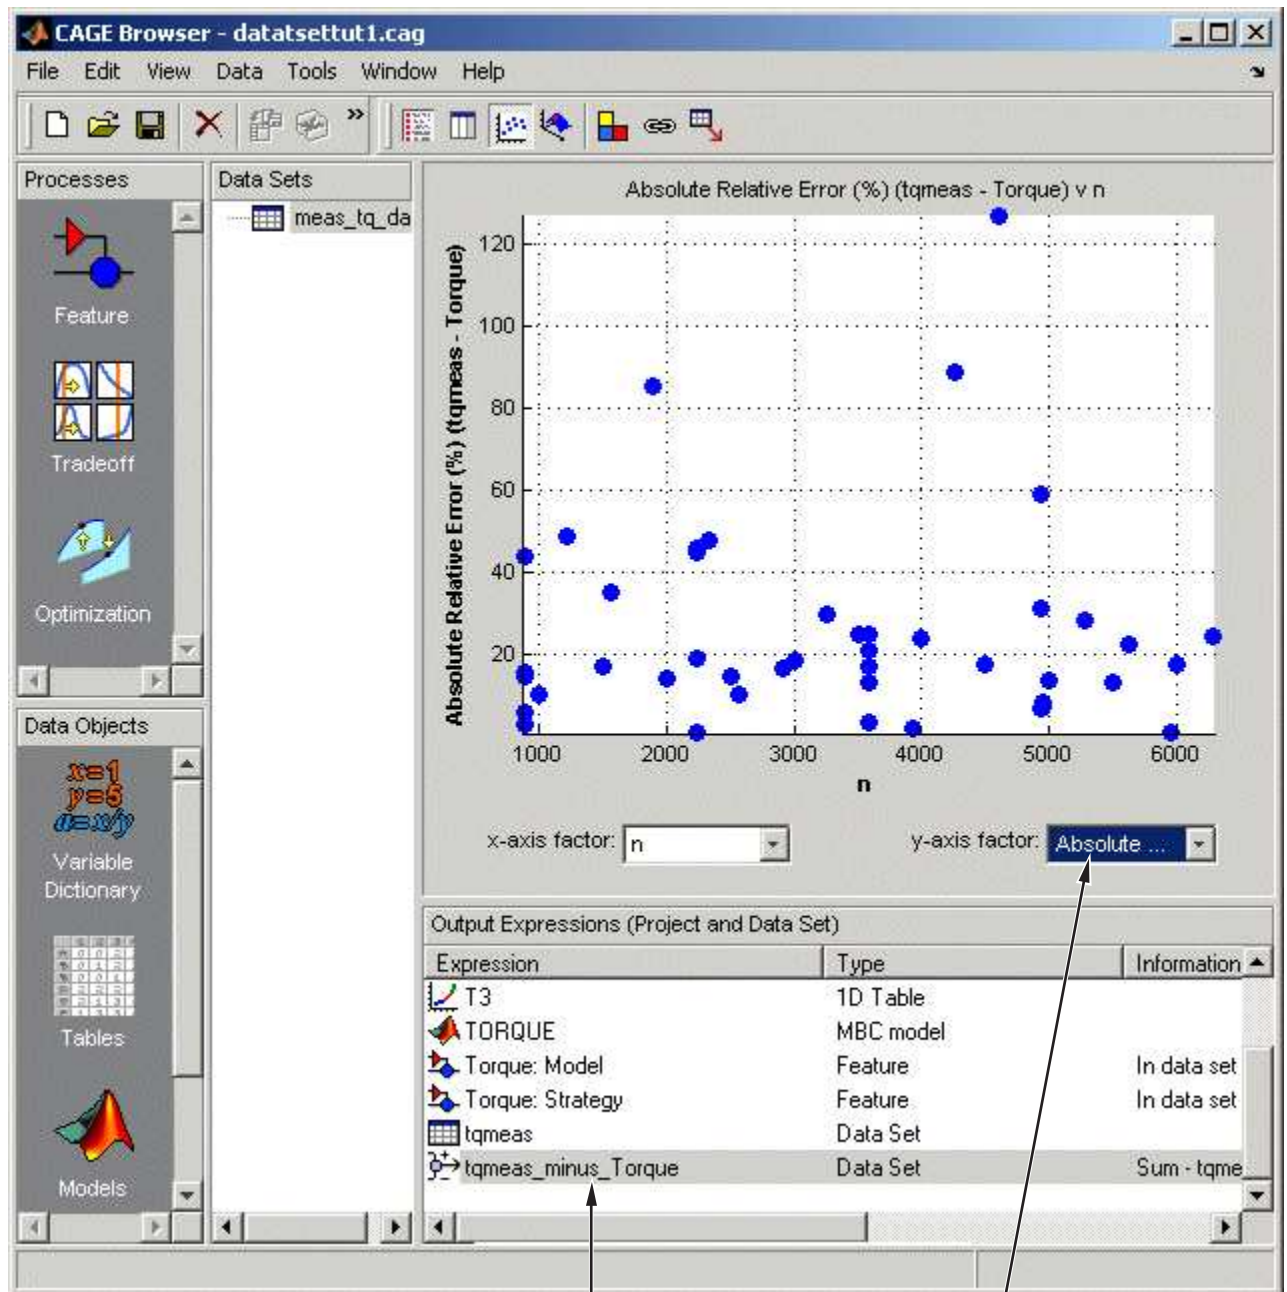 CAGE Browser - datatsettut1.cag
File Edit View Data Tools Window Help
»
Processes
Feature
Tradeoff
Optimization
Data Objects
x=1
y=5
a=x/y
Variable
Dictionary
Tables
Models
Data Sets
meas_tq_da
Absolute Relative Error (%) (tqmeas - Torque) v n
Absolute Relative Error (%) (tqmeas - Torque)
120
100
80
60
40
20
1000 2000 3000 4000 5000 6000
n
x-axis factor: n
y-axis factor: Absolute ...
Output Expressions (Project and Data Set)
Expression Type Information
T3 1D Table
TORQUE MBC model
Torque: Model Feature In data set
Torque: Strategy Feature In data set
tqmeas Data Set
tqmeas_minus_Torque Data Set Sum - tqme